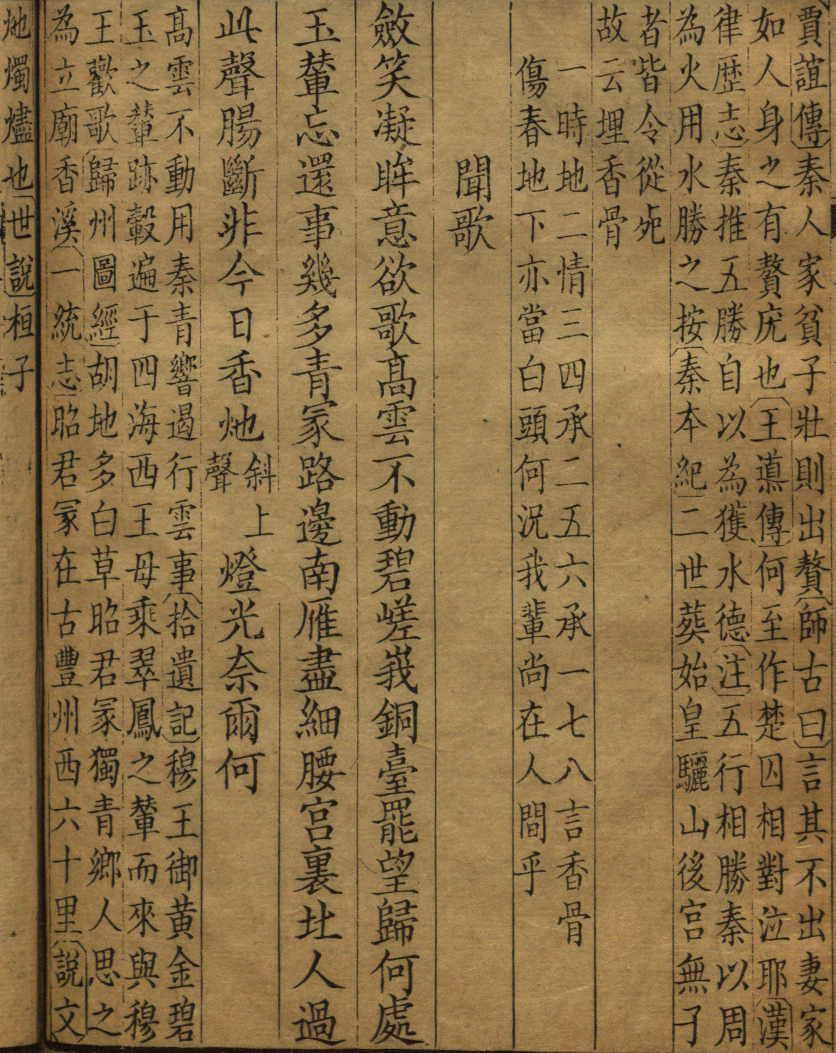 賈誼傳秦人家貧子壯則出贅師古曰言其不出妻家
如人身之有贅疣也王導傳何至作楚囚相對泣耶漢
律歷志秦推五勝自以為獲水德注五行相勝秦以周
為火用水勝之按秦本紀二世葬始皇驪山後宮無子
者皆令從死
故云埋香骨
一時地二情三四承二五六承一七八言香骨
傷春地下亦當白頭何況我輩尚在人間乎
聞歌
斂笑凝眸意欲歌高雲不動碧嵯峩銅臺罷望歸何處
玉輦忘還事幾多青冢路邊南雁盡細腰宮裏北人過
此聲腸斷非今日香灺斜上聲燈光奈爾何
高雲不動用秦青響遏行雲事拾遺記穆王御黃金碧
玉之輦跡轂遍于四海西王母乘翠鳳之輦而來與穆
王歡歌歸州圖經胡地多白草昭君冢獨青鄉人思之
為立廟香溪一統志昭君冢在古豐州西六十里說文
灺燭燼也世說桓子